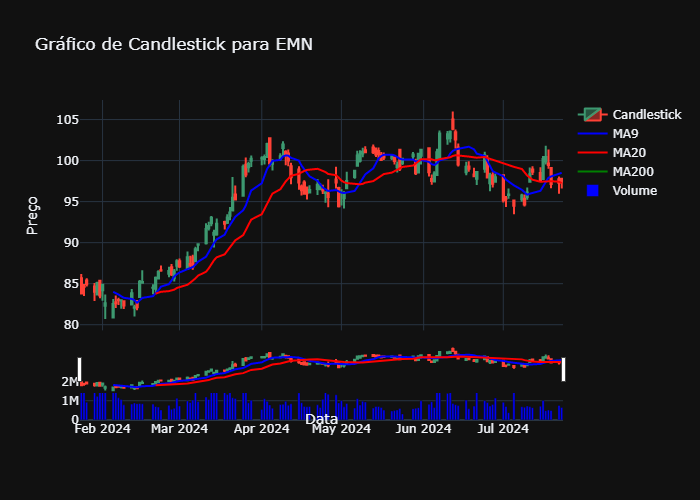 Gráfico de Candlestick para EMN
Candlestick
MA9
MA20
MA200
Volume
Preço
105
100
95
90
85
80
2M
1M
0
Feb 2024
Mar 2024
Apr 2024
May 2024
Jun 2024
Jul 2024
Data